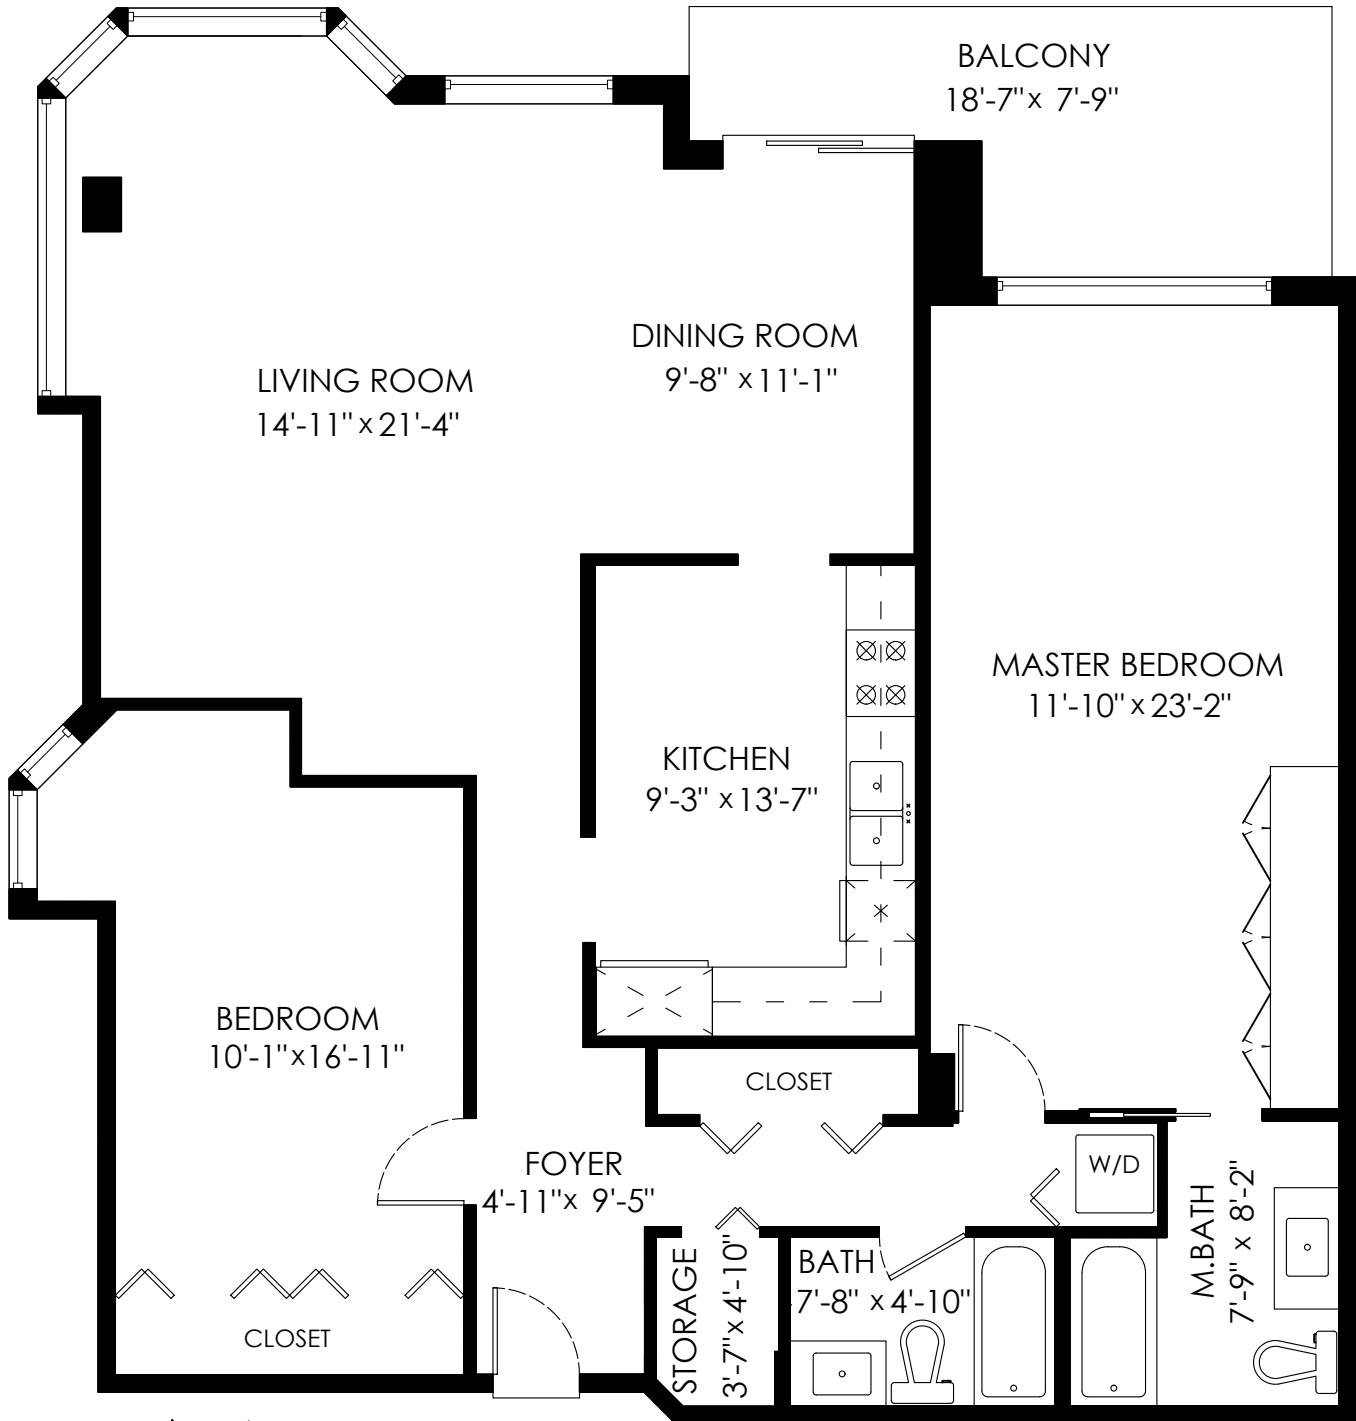 BALCONY
18'-7" x 7'-9"
DINING ROOM
9'-8" x 11'-1"
LIVING ROOM
14'-11" x 21'-4"
MASTER BEDROOM
11'-10" x 23'-2"
KITCHEN
9'-3" x 13'-7"
BEDROOM
10'-1" x 16'-11"
CLOSET
FOYER
4'-11" x 9'-5"
W/D
M.BATH
7'-9" x 8'-2"
STORAGE
3'-7" x 4'-10"
BATH
7'-8" x 4'-10"
CLOSET